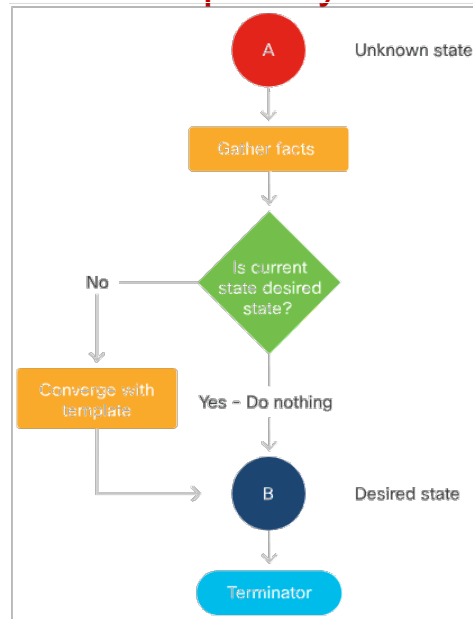 A
Unknown state
Gather facts
Is current
state desired
state?
No
Converge with
template
Yes – Do nothing
B
Desired state
Terminator